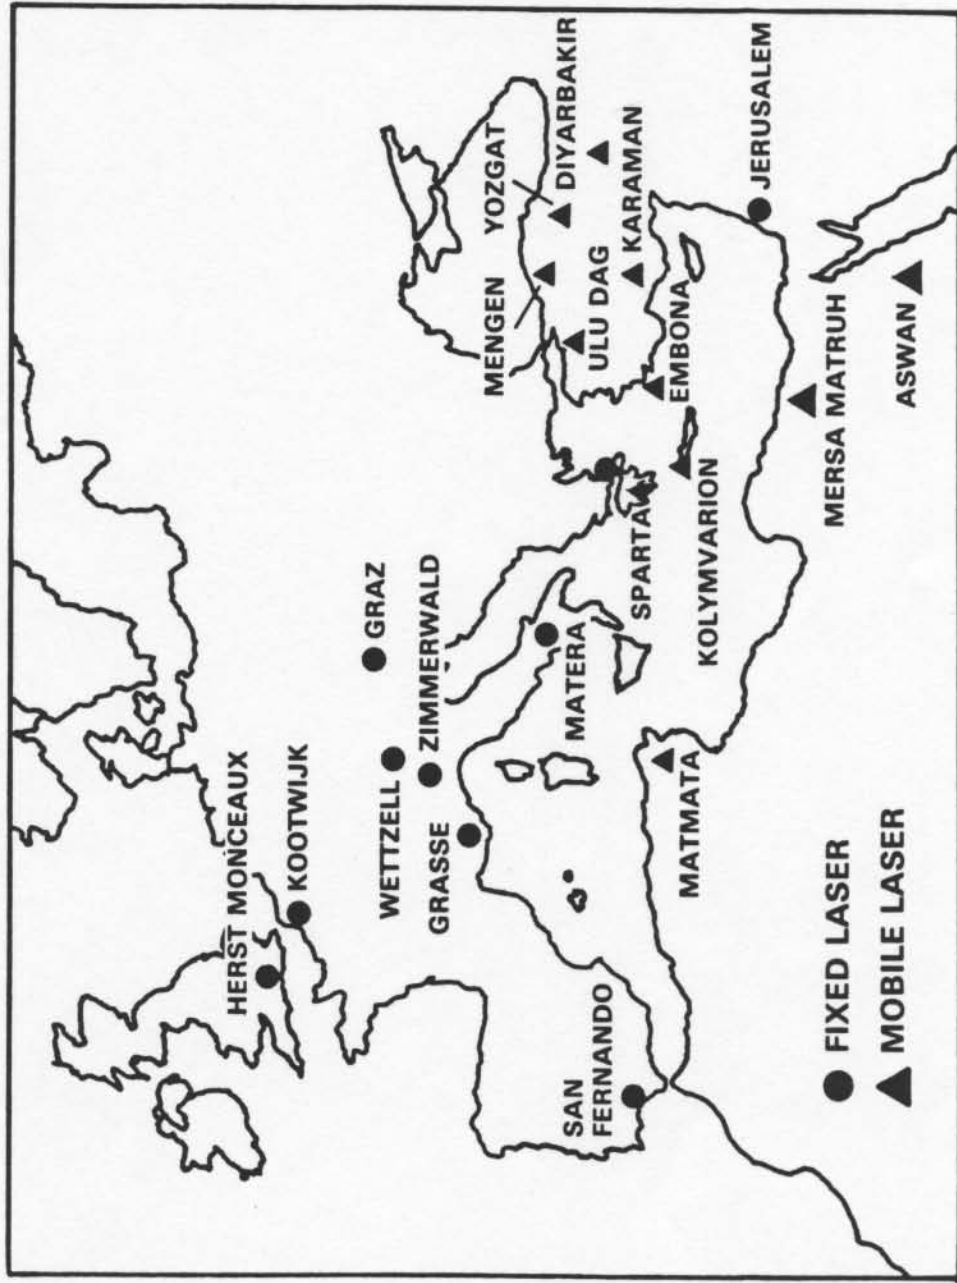 HERST MONCEAUX
KOOTWIJK
WETTZELL
GRAZ
ZIMMERWALD
GRASSE
MENGEN
YOZGAT
DIYARBAKIR
ULU DAG
KARAMAN
EMBONA
MATERA
SPARTA
KOLYMVARION
SAN
FERNANDO
MATMATA
JERUSALEM
MERSA MATRUH
ASWAN
FIXED LASER
MOBILE LASER